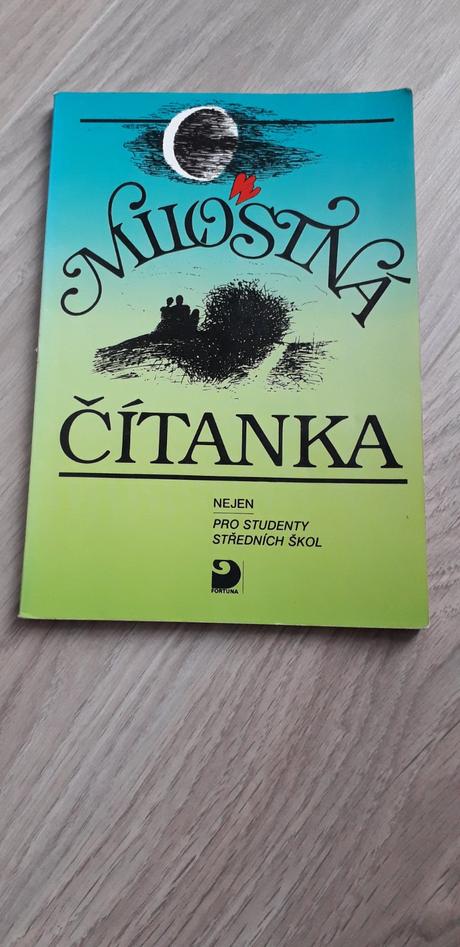 MILOSTNÁ
ČÍTANKA
NEJEN
PRO STUDENTY
STŘEDNÍCH ŠKOL
FORTUNA